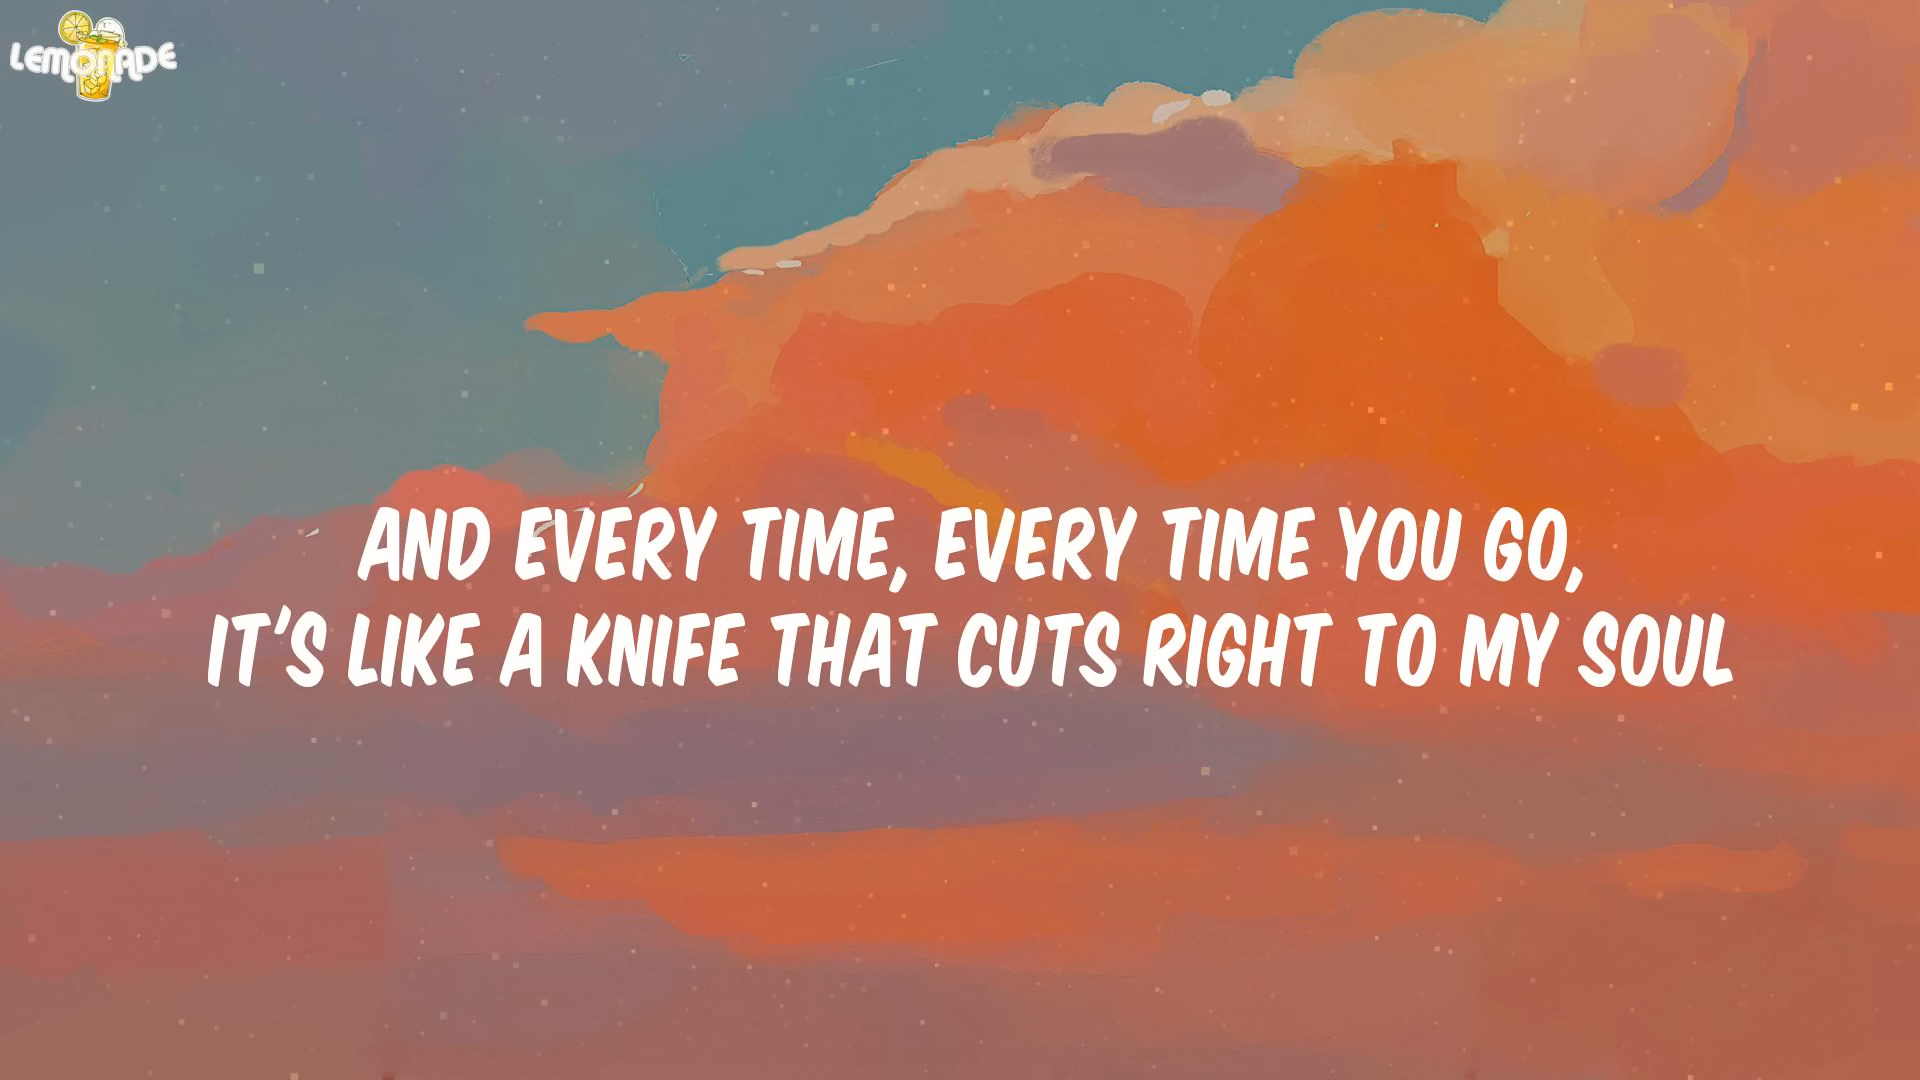 LEMONADE
AND EVERY TIME, EVERY TIME YOU GO,
IT'S LIKE A KNIFE THAT CUTS RIGHT TO MY SOUL